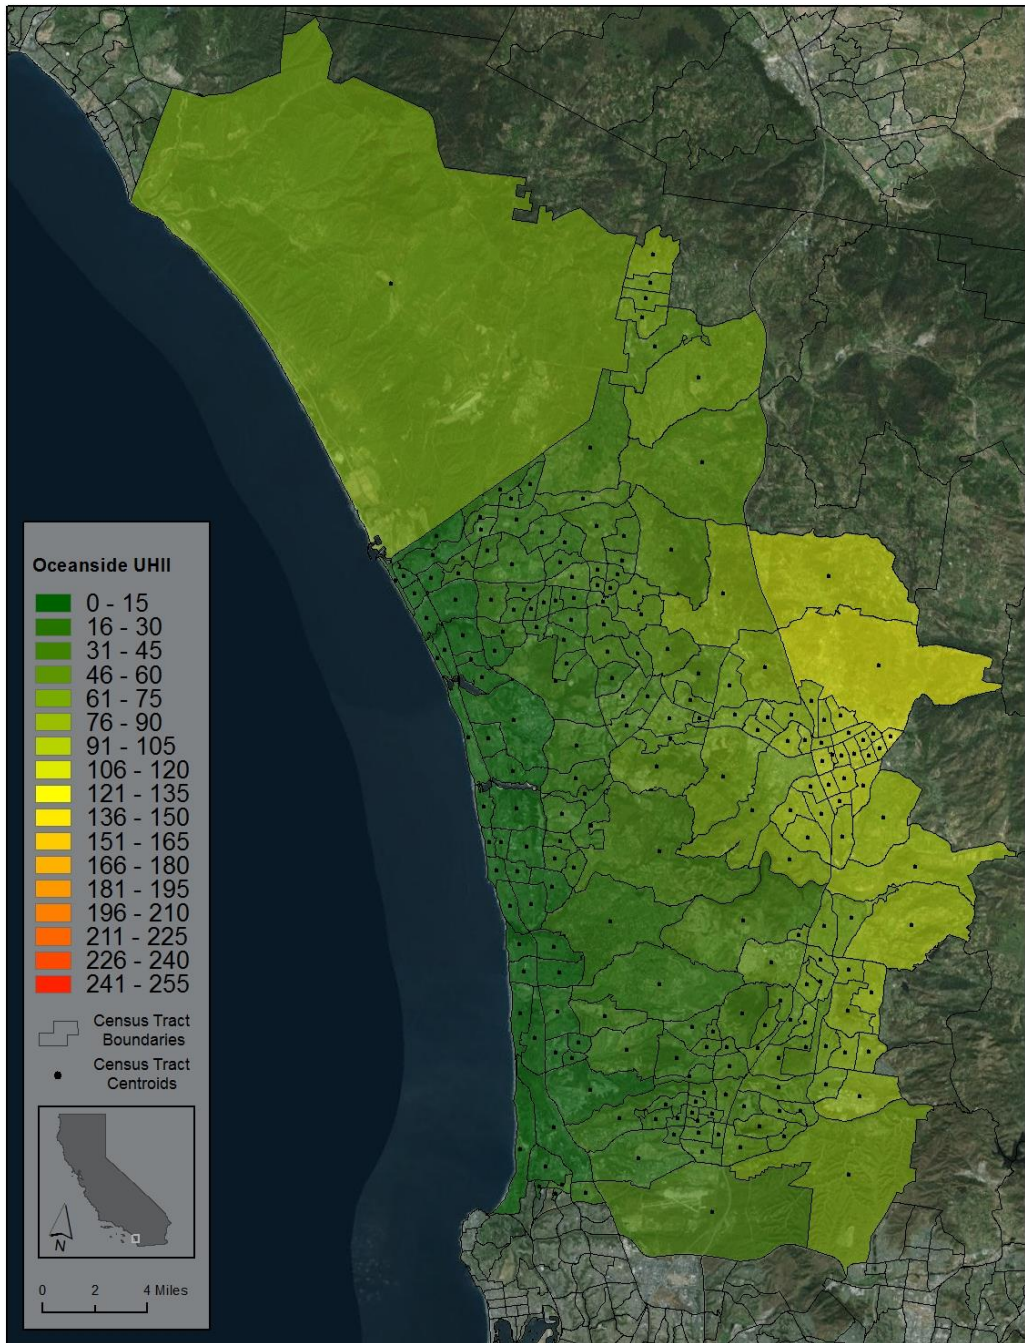 Oceanside UHII
0 - 15
16 - 30
31 - 45
46 - 60
61 - 75
76 - 90
91 - 105
106 - 120
121 - 135
136 - 150
151 - 165
166 - 180
181 - 195
196 - 210
211 - 225
226 - 240
241 - 255
Census Tract
Boundaries
Census Tract
Centroids
N
0 2 4 Miles